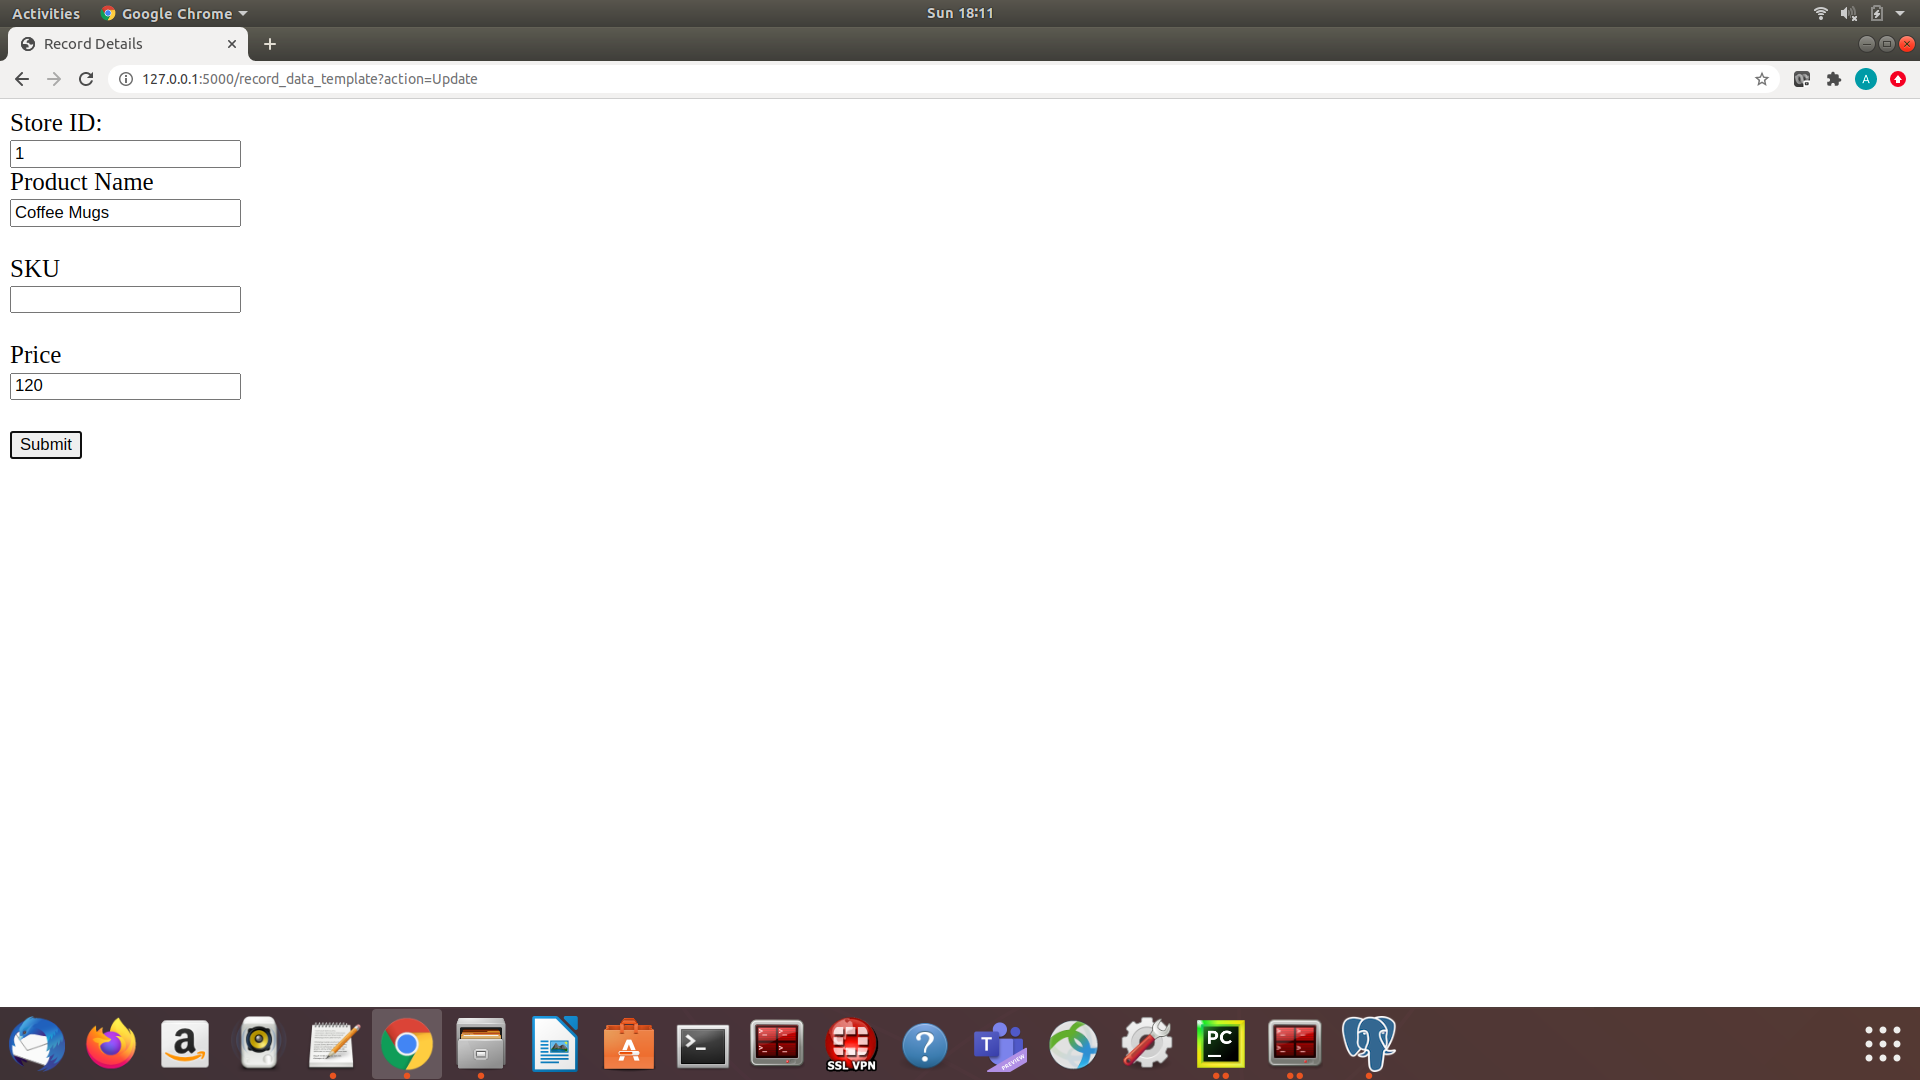 Activities Google Chrome Sun 18:11
Record Details
127.0.0.1:5000/record_data_template?action=Update
A
Store ID:
1
Product Name
Coffee Mugs
SKU
Price
120
Submit
a
>_
SSL VPN
?
T
PREVIEW
PC